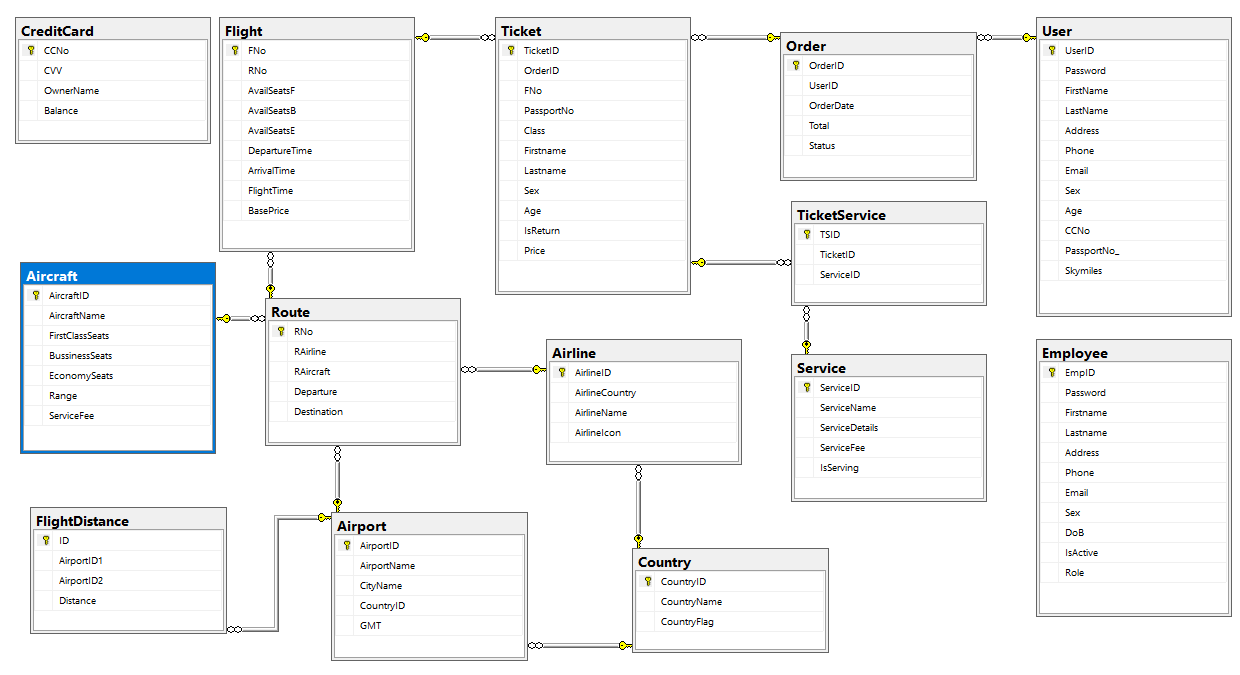 CreditCard
CCNo
CVV
OwnerName
Balance
Flight
FNo
RNo
AvailSeatsF
AvailSeatsB
AvailSeatsE
DepartureTime
ArrivalTime
FlightTime
BasePrice
Ticket
TicketID
OrderID
FNo
PassportNo
Class
Firstname
Lastname
Sex
Age
IsReturn
Price
Order
OrderID
UserID
OrderDate
Total
Status
User
UserID
Password
FirstName
LastName
Address
Phone
Email
Sex
Age
CCNo
PassportNo_
Skymiles
TicketService
TSID
TicketID
ServiceID
Aircraft
AircraftID
AircraftName
FirstClassSeats
BussinessSeats
EconomySeats
Range
ServiceFee
Route
RNo
RAirline
RAircraft
Departure
Destination
Airline
AirlineID
AirlineCountry
AirlineName
AirlineIcon
Service
ServiceID
ServiceName
ServiceDetails
ServiceFee
IsServing
Employee
EmpID
Password
Firstname
Lastname
Address
Phone
Email
Sex
DoB
IsActive
Role
FlightDistance
ID
AirportID1
AirportID2
Distance
Airport
AirportID
AirportName
CityName
CountryID
GMT
Country
CountryID
CountryName
CountryFlag